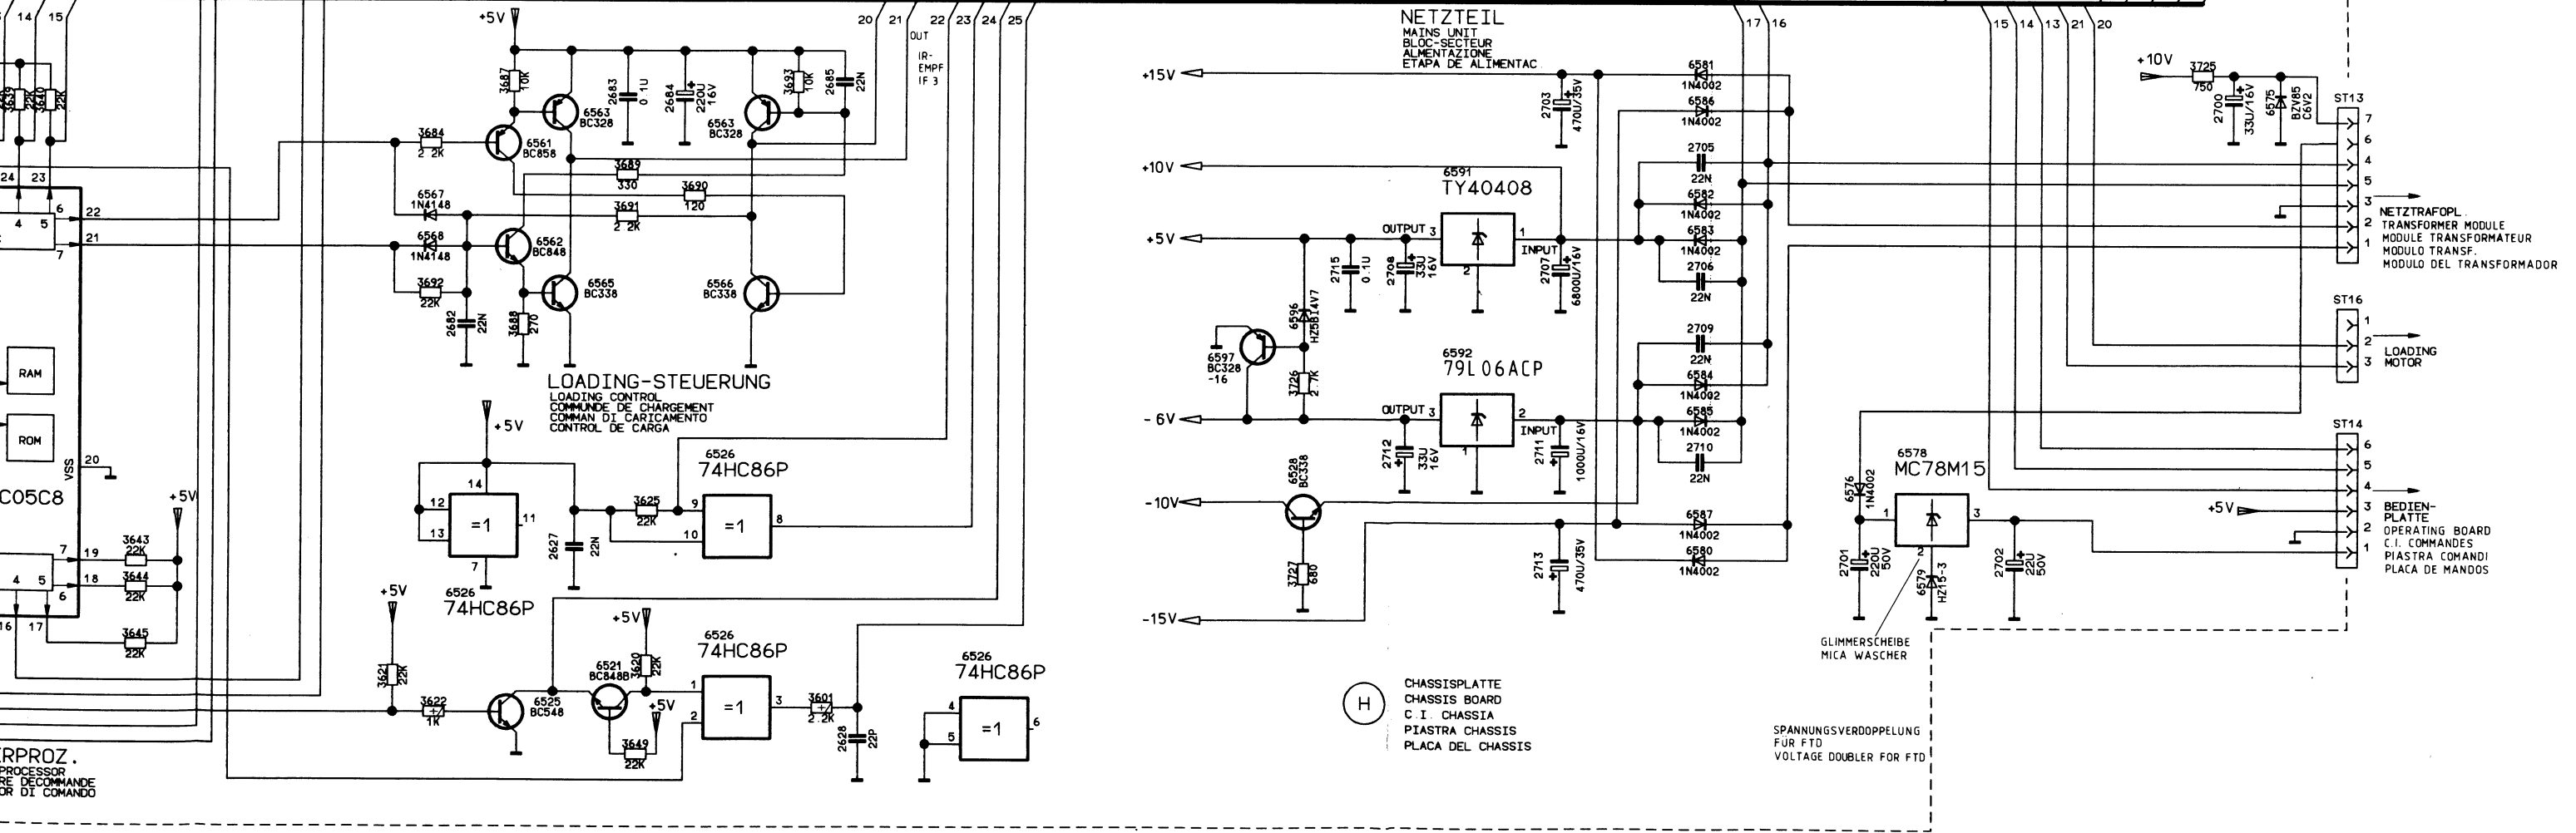 14
15
3639
22K
3640
22K
24
23
4 5
6
22
21
7
RAM
ROM
VSS
20
C05C8
+5V
7
19
3643
22K
18
3644
22K
4 5
6
16
17
3645
22K
ERPROZ.
PROCESSOR
RE DECOMMANDE
OR DI COMANDO
+5V
3687
10K
6563
BC328
2683
0.1U
2684
220U
16V
6563
BC328
3693
10K
2685
22N
20
21
22
23
24
25
OUT
IR-
EMPF
IF 3
3684
2 2K
6561
BC858
3689
330
3690
120
6567
1N4148
3691
2 2K
6568
1N4148
6562
BC848
3692
22K
2682
22N
3688
270
6565
BC338
6566
BC338
LOADING-STEUERUNG
LOADING CONTROL
COMMUNDE DE CHARGEMENT
COMMAN DI CARICAMENTO
CONTROL DE CARGA
+5V
14
12
13
=1
11
7
6526
74HC86P
2627
22N
3625
22K
6526
74HC86P
9
10
=1
8
+5V
3621
22K
3622
1K
6525
BC548
6521
BC848B
+5V
3620
22K
+5V
3649
22K
6526
74HC86P
1
2
=1
3
3601
2.2K
2628
22P
6526
74HC86P
4
5
=1
6
NETZTEIL
MAINS UNIT
BLOC-SECTEUR
ALMENTAZIONE
ETAPA DE ALIMENTAC
17
16
+15V
2703
470U/35V
6581
1N4002
6586
1N4002
+10V
2705
22N
6591
TY40408
6582
1N4002
+5V
OUTPUT 3
1
INPUT
2
6583
1N4002
2715
0.1U
2708
33U
16V
2707
6800U/16V
2706
22N
6596
HZ5B14V7
6597
BC328
-16
3726
2.7K
2709
22N
6592
79L06ACP
6584
1N4002
-6V
OUTPUT 3
2
INPUT
1
6585
1N4002
2712
33U
16V
2711
1000U/16V
2710
22N
6528
BC338
-10V
6587
1N4002
3727
680
2713
470U/35V
6580
1N4002
-15V
H
CHASSISPLATTE
CHASSIS BOARD
C.I. CHASSIA
PIASTRA CHASSIS
PLACA DEL CHASSIS
15
14
13
21
20
+10V
3725
750
2700
33U/16V
6575
BZV85
C6V2
ST13
7
6
4
5
3
2
1
NETZTRAFOPL.
TRANSFORMER MODULE
MODULE TRANSFORMATEUR
MODULO TRANSF.
MODULO DEL TRANSFORMADOR
ST16
1
2
3
LOADING
MOTOR
ST14
6
5
4
3
2
1
+5V
BEDIEN-
PLATTE
OPERATING BOARD
C.I. COMMANDES
PIASTRA COMANDI
PLACA DE MANDOS
6576
1N4002
6578
MC78M15
1
3
2
2701
220U
50V
6579
HZ15-3
2702
22U
50V
GLIMMERSCHEIBE
MICA WASCHER
SPANNUNGSVERDOPPELUNG
FÜR FTD
VOLTAGE DOUBLER FOR FTD